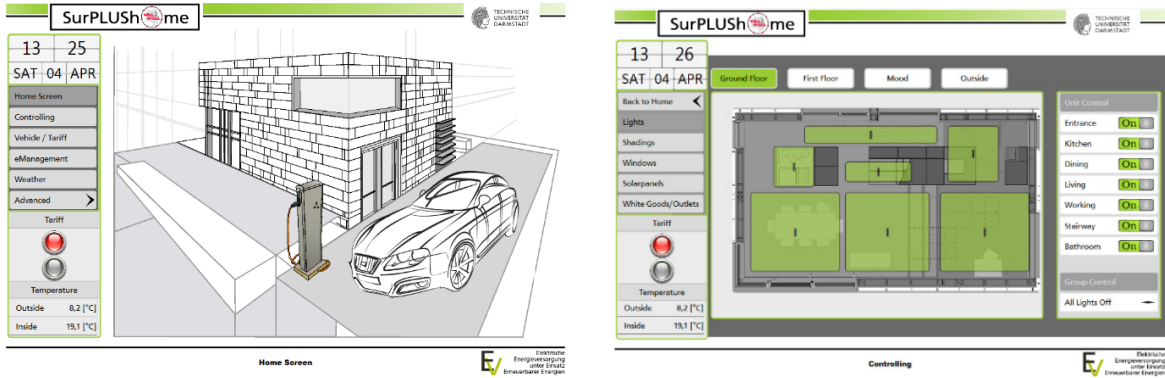 SurPLUSh me
TECHNISCHE
UNIVERSITÄT
DARMSTADT
13 25
SAT 04 APR
Home Screen
Controlling
Vehicle / Tariff
eManagement
Weather
Advanced
Tariff
Temperature
Outside 8,2 [°C]
Inside 19,1 [°C]
Home Screen
Elektrische
Energieversorgung
unter Einsatz
Erneuerbarer Energien
SurPLUSh me
TECHNISCHE
UNIVERSITÄT
DARMSTADT
13 26
SAT 04 APR
Ground Floor First Floor Mood Outside
Back to Home
Lights
Shadings
Windows
Solarpanels
White Goods/Outlets
Tariff
Temperature
Outside 8,2 [°C]
Inside 19,1 [°C]
Unit Control
Entrance On
Kitchen On
Dining On
Living On
Working On
Stairway On
Bathroom On
Group Control
All Lights Off
Controlling
Elektrische
Energieversorgung
unter Einsatz
Erneuerbarer Energien